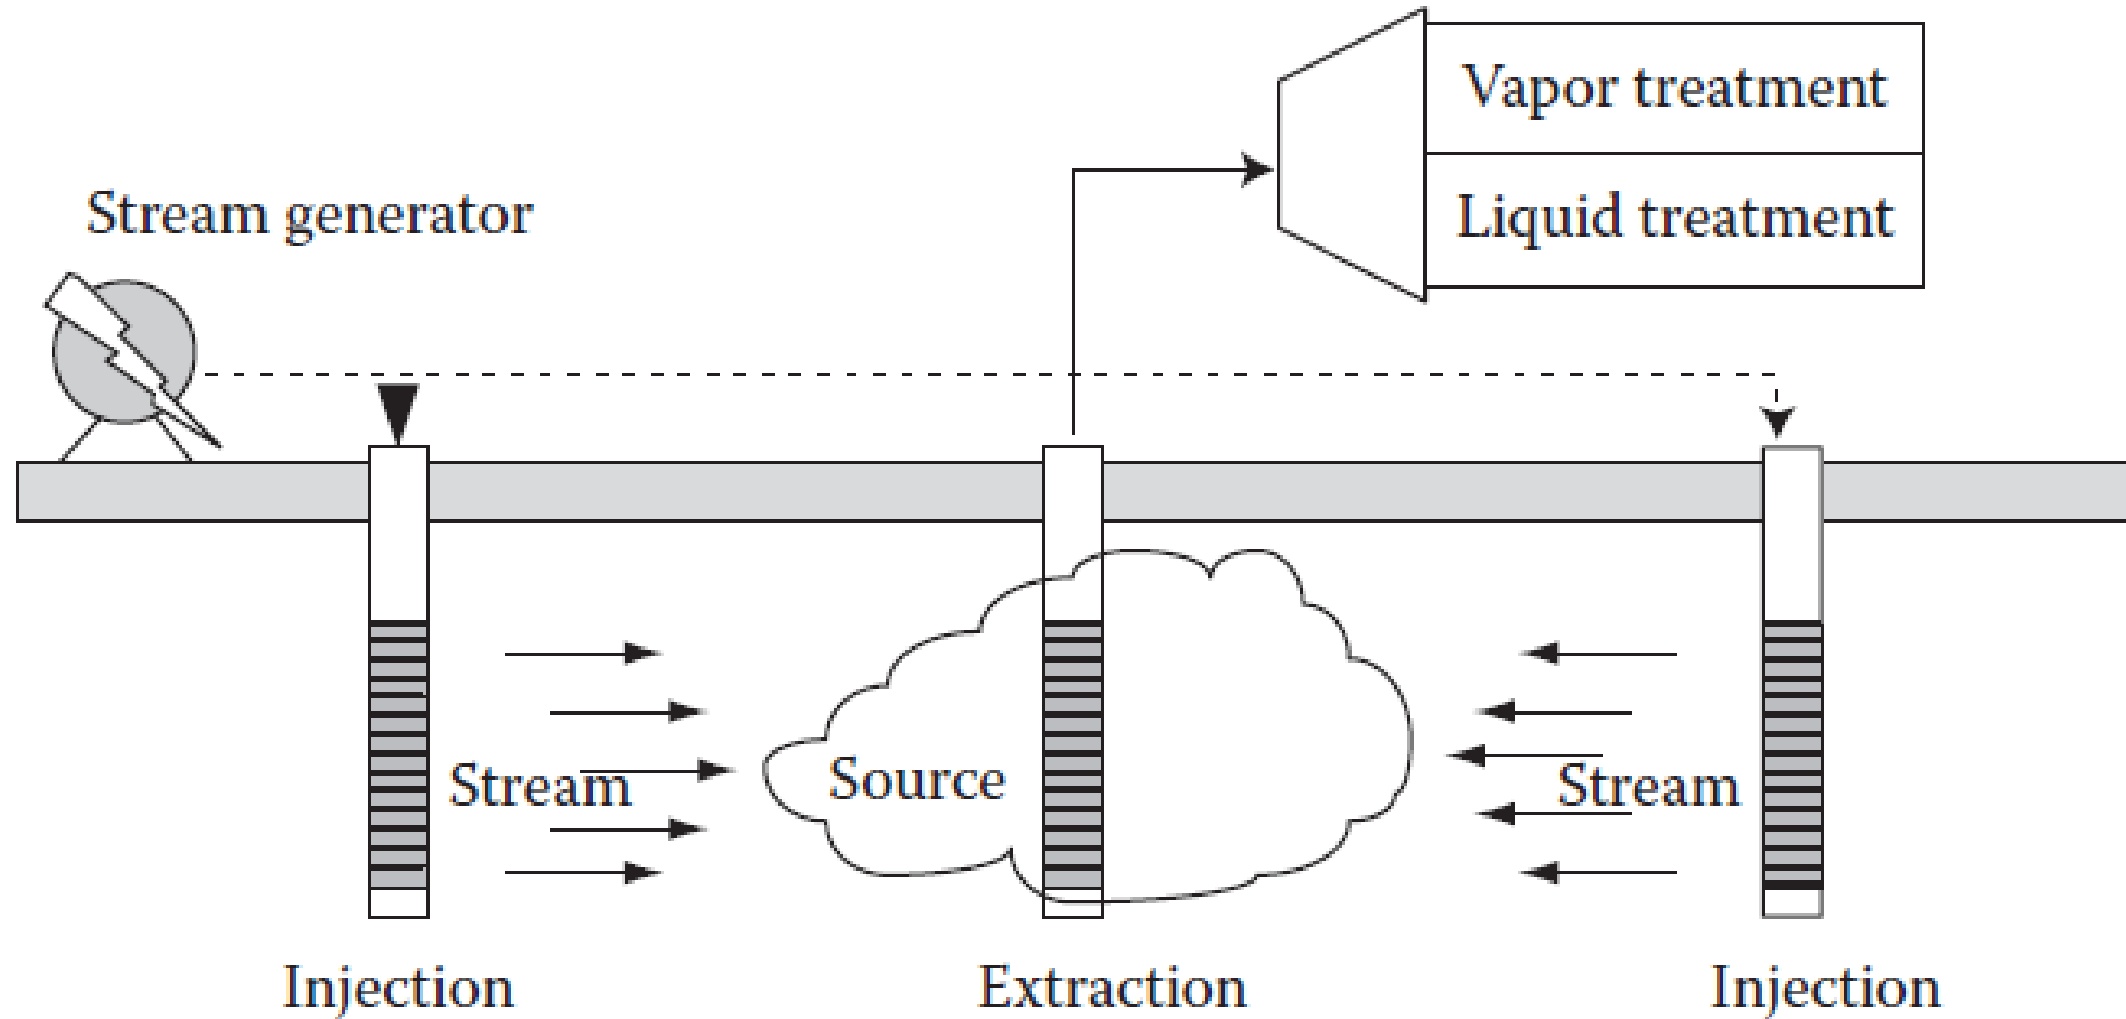 Vapor treatment
Liquid treatment
Stream generator
Stream
Source
Stream
Injection
Extraction
Injection